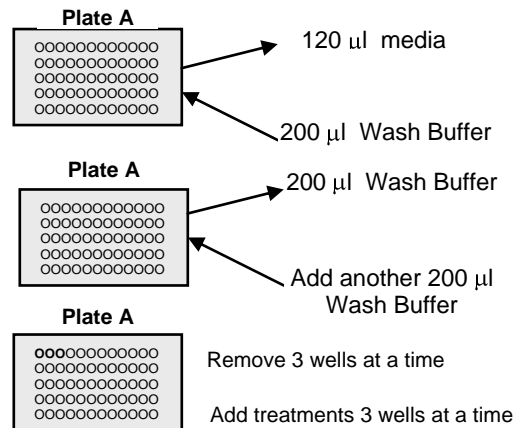 Plate A
120 µl media
200 µl Wash Buffer
Plate A
200 µl Wash Buffer
Add another 200 µl
Wash Buffer
Plate A
Remove 3 wells at a time
Add treatments 3 wells at a time